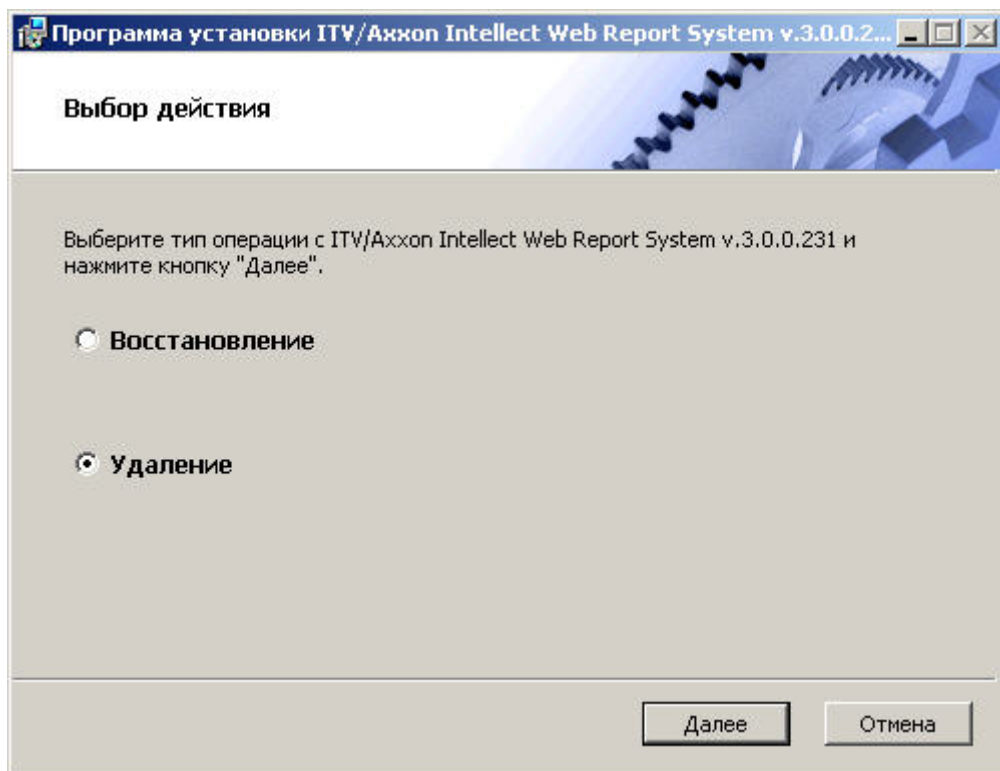 Программа установки ITV/Axxon Intellect Web Report System v.3.0.0.2...
Выбор действия
Выберите тип операции с ITV/Axxon Intellect Web Report System v.3.0.0.231 и
нажмите кнопку "Далее".
Восстановление
Удаление
Далее
Отмена